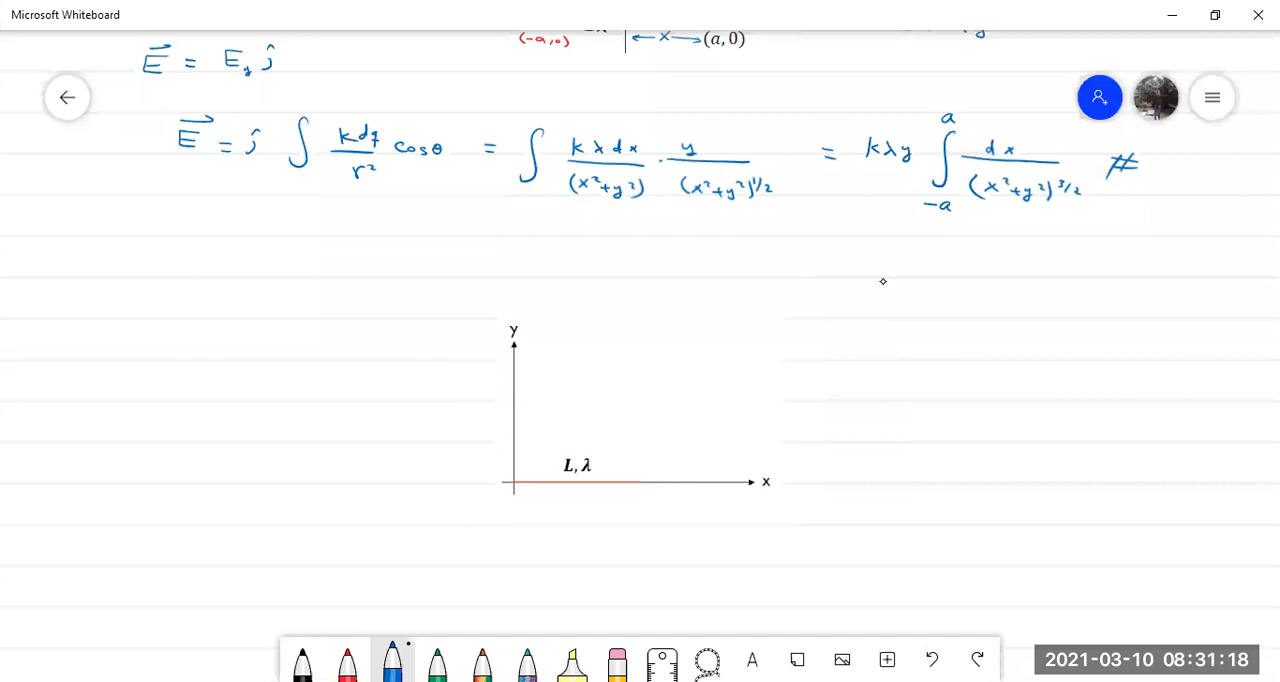 Microsoft Whiteboard
(-a,0) ←x→ (a, 0)
E⃗ = E_y ĵ
E⃗ = ĵ ∫ k dq / r² cosθ = ∫ k λ dx / (x²+y²) · y / (x²+y²)^1/2 = k λ y ∫_{-a}^{a} dx / (x²+y²)^3/2 #
y
L, λ
x
A
2021-03-10 08:31:18